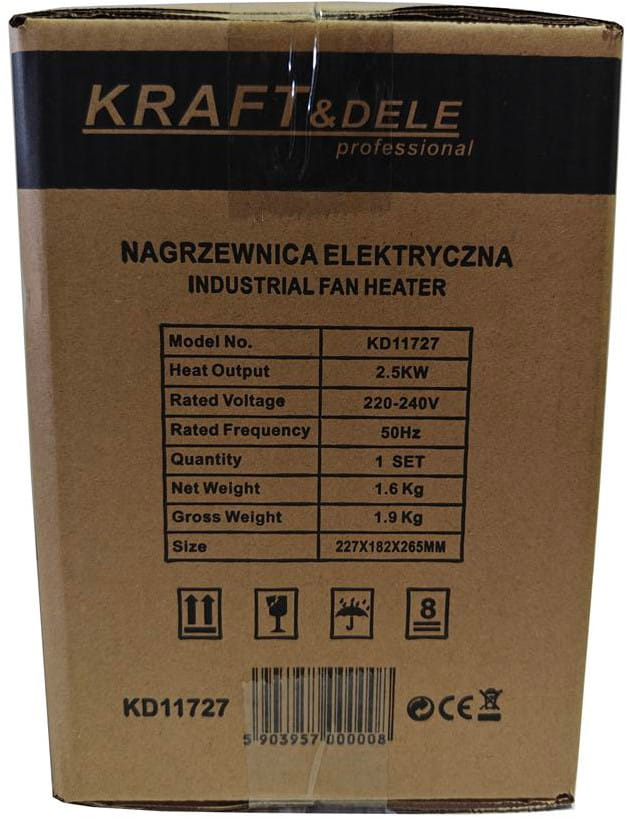 KRAFT&DELE
professional
NAGRZEWNICA ELEKTRYCZNA
INDUSTRIAL FAN HEATER
Model No. KD11727
Heat Output 2.5KW
Rated Voltage 220-240V
Rated Frequency 50Hz
Quantity 1 SET
Net Weight 1.6 Kg
Gross Weight 1.9 Kg
Size 227X182X265MM
8
KD11727
5 903957 000008
CE